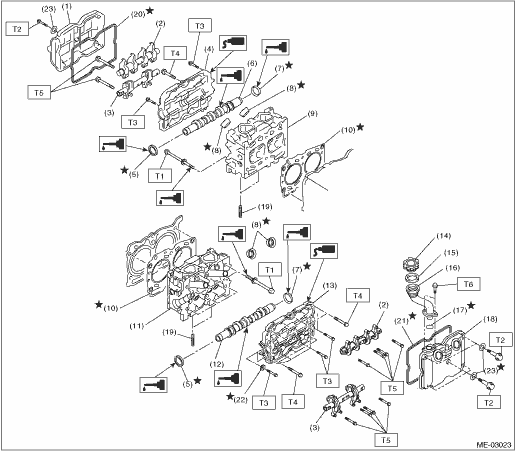 (23) (1) (20)★
T2 (2) T3
T4 (4)
(6) (7)★
T5 (8)★
(3) T3 (9)
★(8) (10)★
★(5)
T1
(19)
(8)★
(14)
(7)★ (15)
T1 (13) (16)
T6
★(10) T4 (2)
(11) (17)★
(21)★ (18)
(19) T2
(12) (23)★
T3 T5
(5)★ ★(22) T3 T4 T2
(3) T5
ME-03023